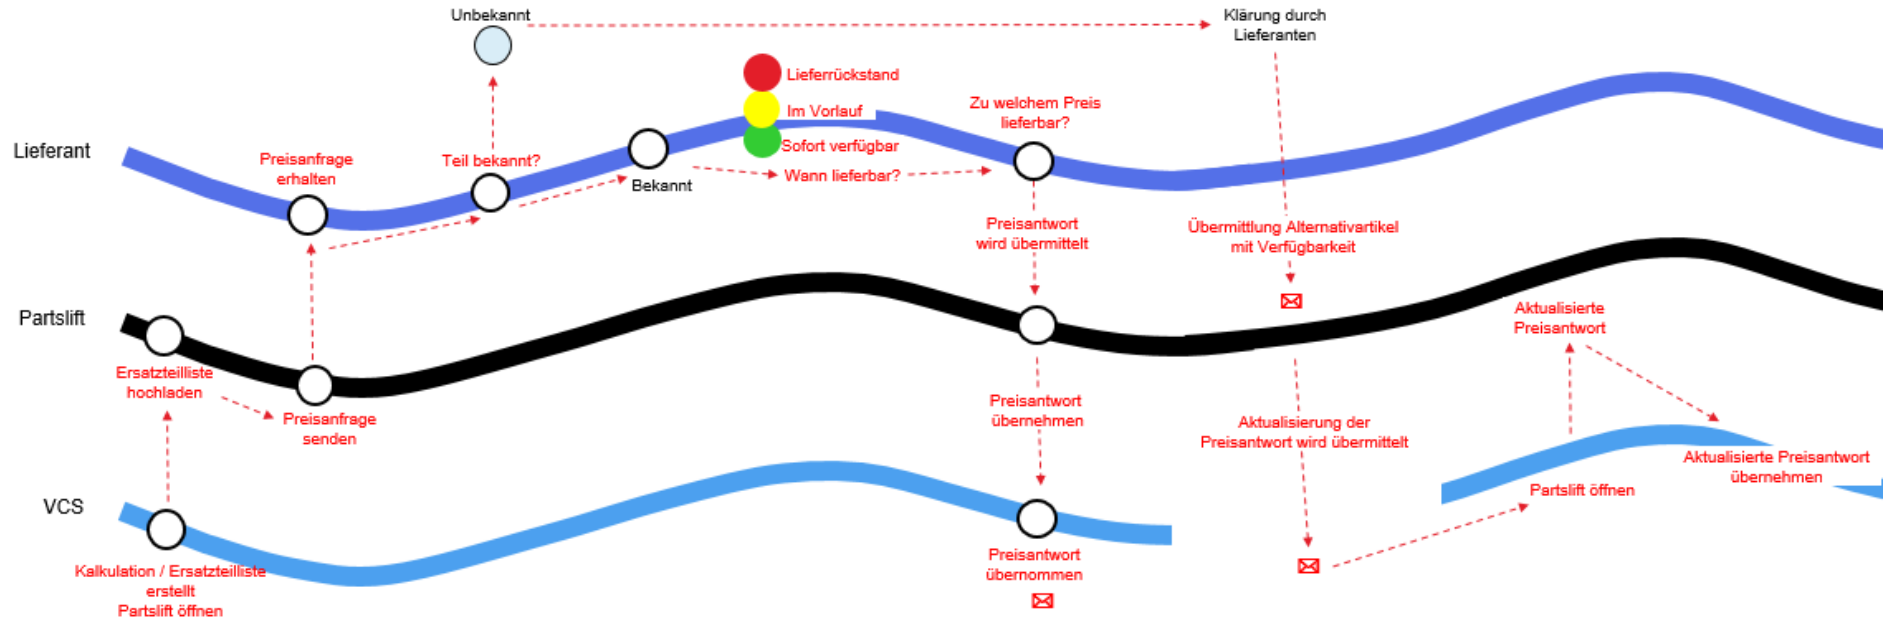 Unbekannt
Klärung durch
Lieferanten
Lieferrückstand
Im Vorlauf
Sofort verfügbar
Wann lieferbar?
Zu welchem Preis
lieferbar?
Lieferant
Preisanfrage
erhalten
Teil bekannt?
Bekannt
Preisantwort
wird übermittelt
Übermittlung Alternativartikel
mit Verfügbarkeit
Partslift
Ersatzteilliste
hochladen
Preisanfrage
senden
Preisantwort
übernehmen
Aktualisierung der
Preisantwort wird übermittelt
Aktualisierte
Preisantwort
Aktualisierte Preisantwort
übernehmen
Partslift öffnen
VCS
Kalkulation / Ersatzteilliste
erstellt
Partslift öffnen
Preisantwort
übernommen